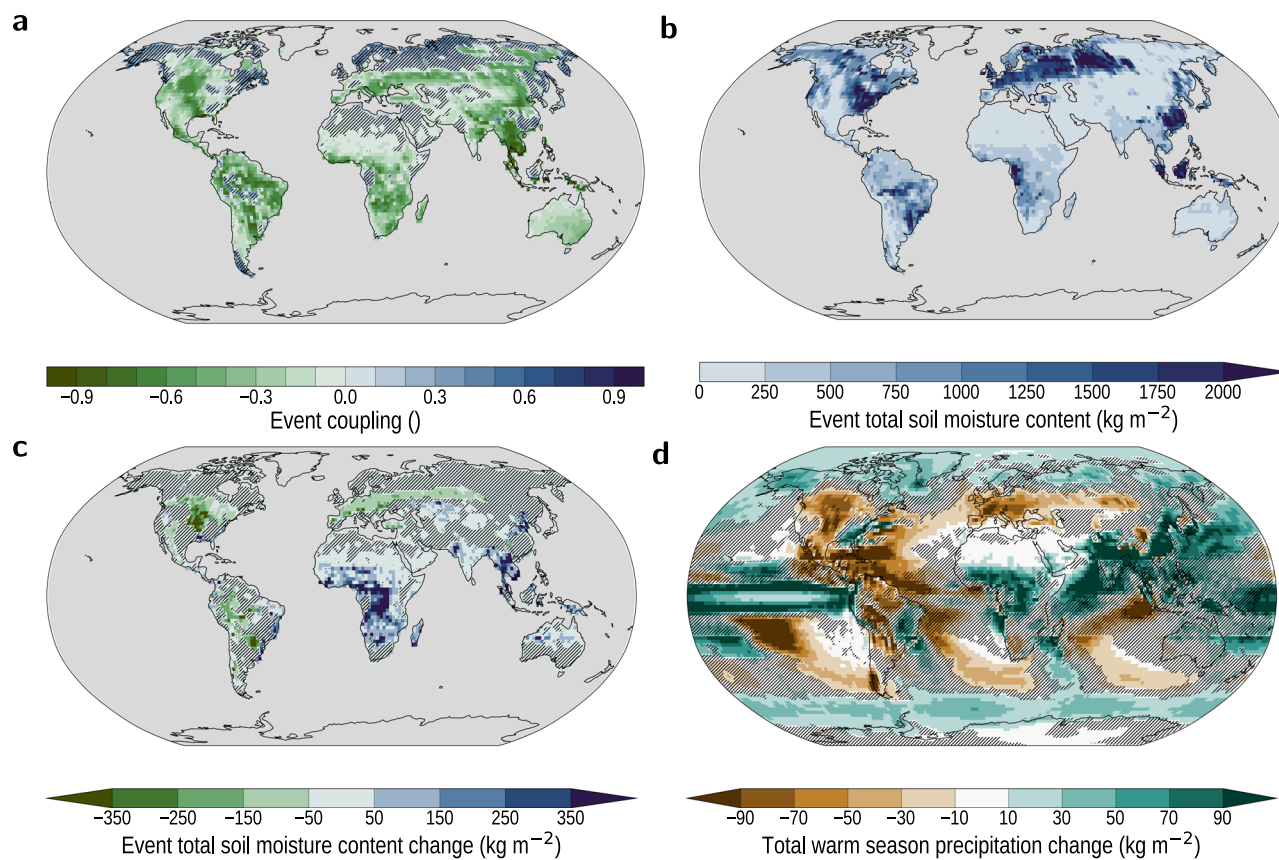 a
b
−0.9 −0.6 −0.3 0.0 0.3 0.6 0.9
Event coupling ()
0 250 500 750 1000 1250 1500 1750 2000
Event total soil moisture content (kg m⁻²)
c
d
−350 −250 −150 −50 50 150 250 350
Event total soil moisture content change (kg m⁻²)
−90 −70 −50 −30 −10 10 30 50 70 90
Total warm season precipitation change (kg m⁻²)